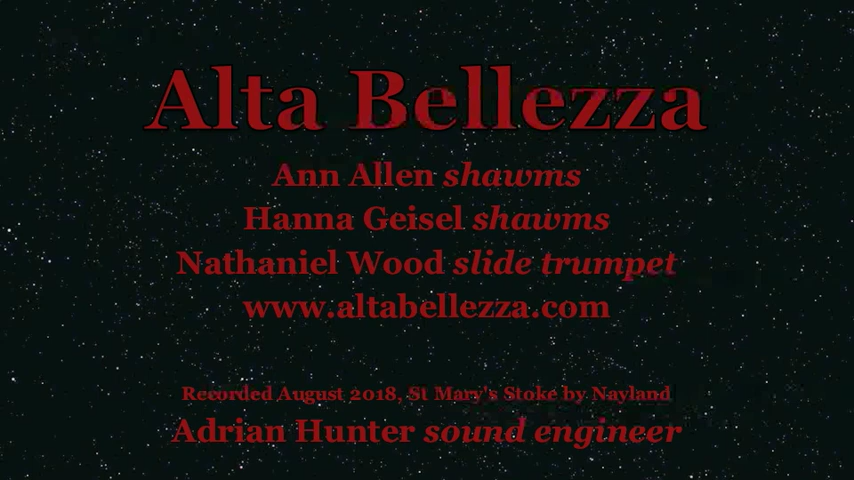 Alta Bellezza
Ann Allen shawms
Hanna Geisel shawms
Nathaniel Wood slide trumpet
www.altabellezza.com
Recorded August 2018, St Mary's Stoke by Nayland
Adrian Hunter sound engineer